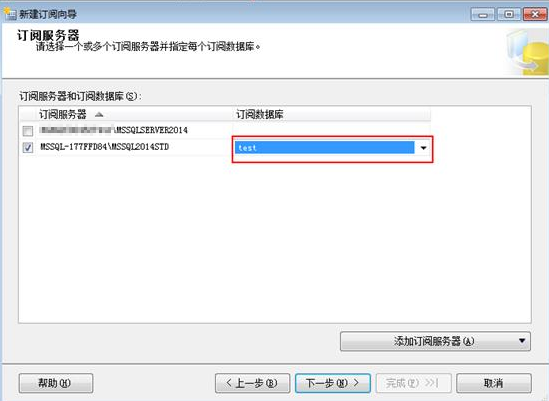 新建订阅向导
订阅服务器
请选择一个或多个订阅服务器并指定每个订阅数据库。
订阅服务器和订阅数据库(S):
订阅服务器 订阅数据库
\MSSQLSERVER2014
MSSQL-177FFD84\MSSQL2014STD test
添加订阅服务器(A)
帮助(H) <上一步(B) 下一步(N) > 完成(F) >>| 取消